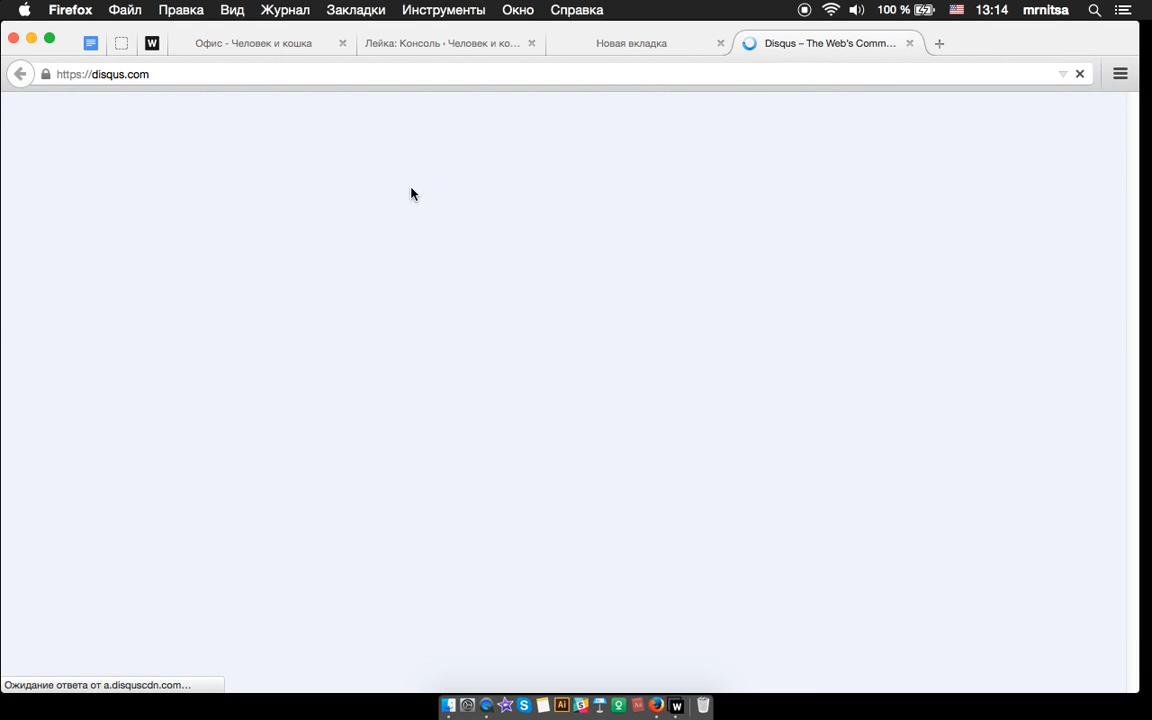 Firefox Файл Правка Вид Журнал Закладки Инструменты Окно Справка 100 % 13:14 mrnitsa
W Офис - Человек и кошка Лейка: Консоль ‹ Человек и ко... Новая вкладка Disqus – The Web's Comm...
https://disqus.com
Ожидание ответа от a.disquscdn.com...
S Ai W